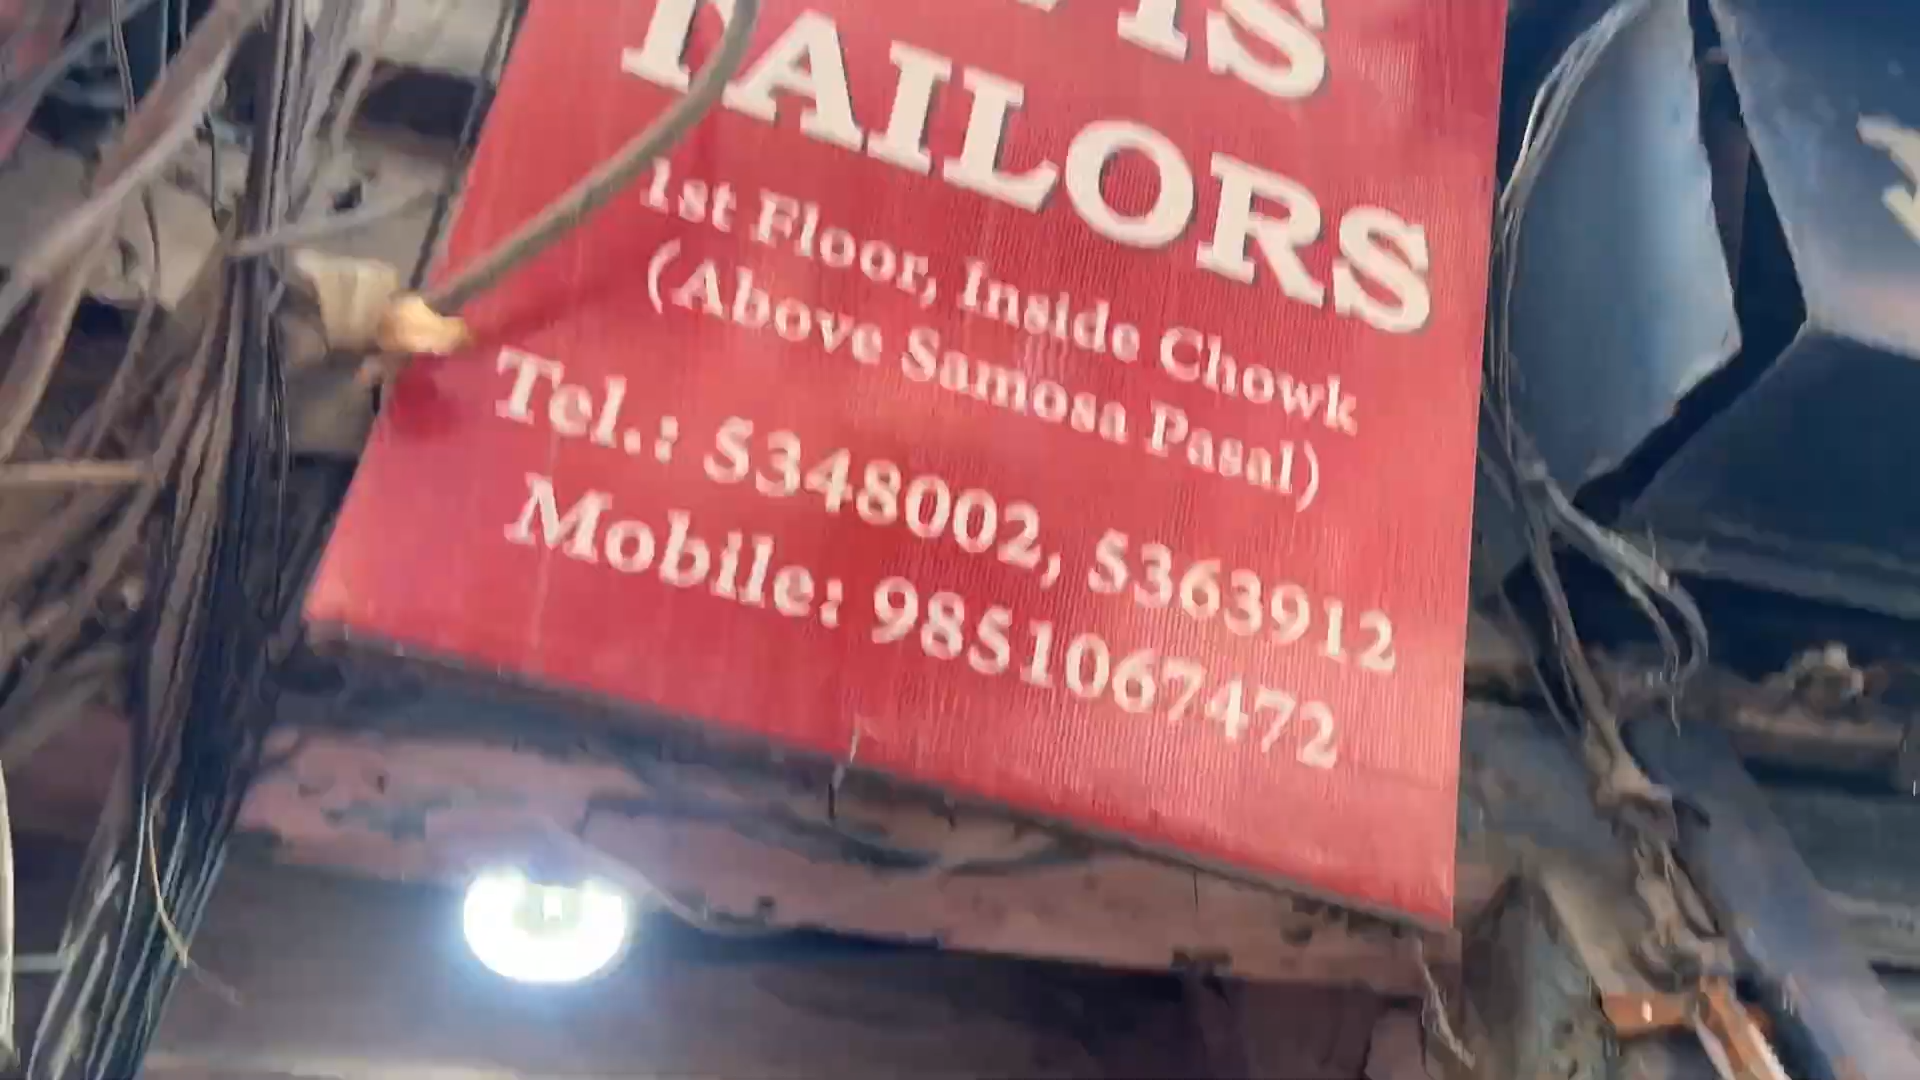 TAILORS
1st Floor, Inside Chowk
(Above Samosa Pasal)
Tel.: 5348002, 5363912
Mobile: 9851067472